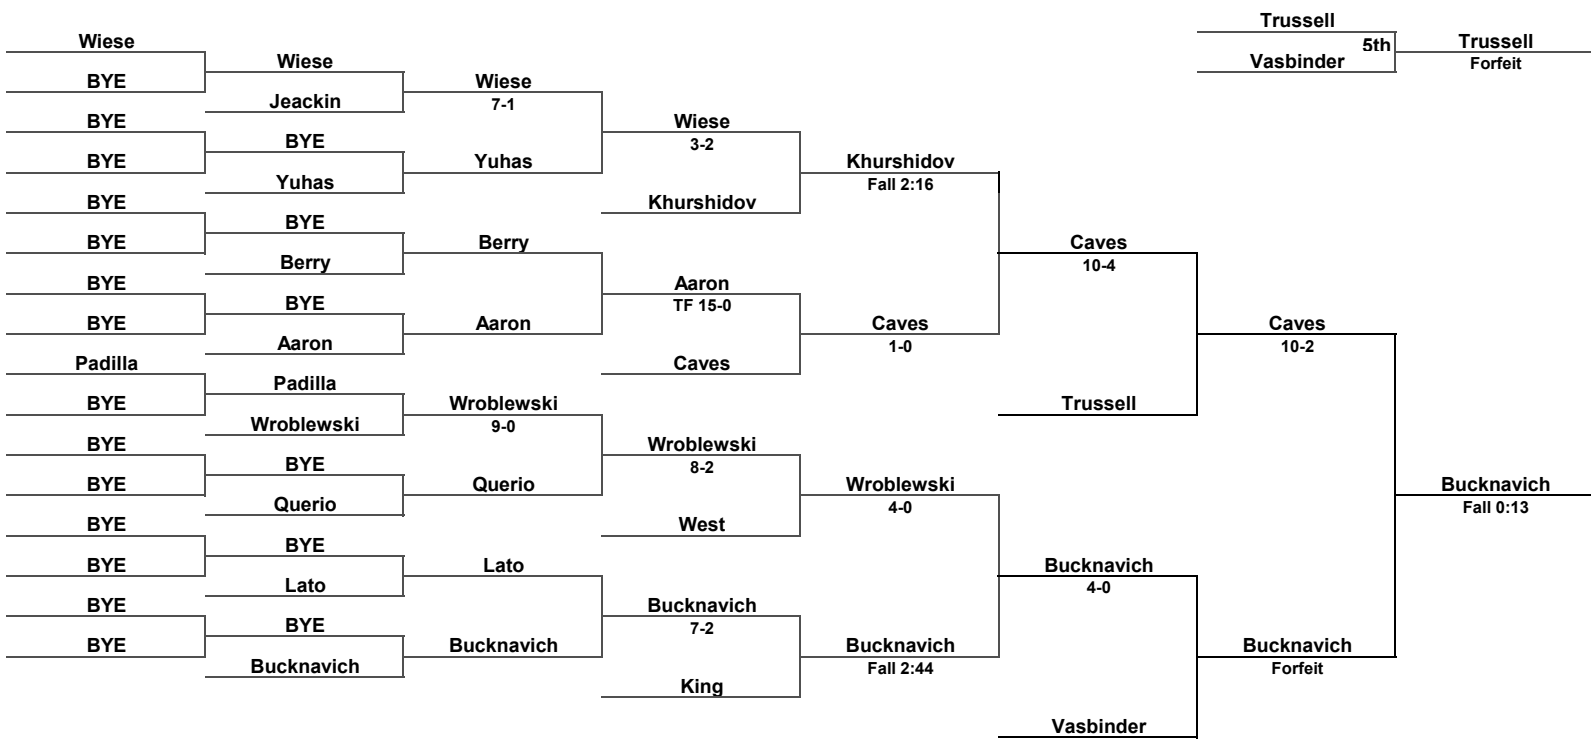 Trussell
5th
Vasbinder
Trussell
Forfeit
Wiese
BYE
BYE
BYE
BYE
BYE
BYE
BYE
Padilla
BYE
BYE
BYE
BYE
BYE
BYE
BYE
Wiese
Jeackin
BYE
Yuhas
BYE
Berry
BYE
Aaron
Padilla
Wroblewski
BYE
Querio
BYE
Lato
BYE
Bucknavich
Wiese
7-1
Yuhas
Berry
Aaron
Wroblewski
9-0
Querio
Lato
Bucknavich
Wiese
3-2
Khurshidov
Aaron
TF 15-0
Caves
Wroblewski
8-2
West
Bucknavich
7-2
King
Khurshidov
Fall 2:16
Caves
1-0
Wroblewski
4-0
Bucknavich
Fall 2:44
Caves
10-4
Trussell
Bucknavich
4-0
Vasbinder
Caves
10-2
Bucknavich
Forfeit
Bucknavich
Fall 0:13